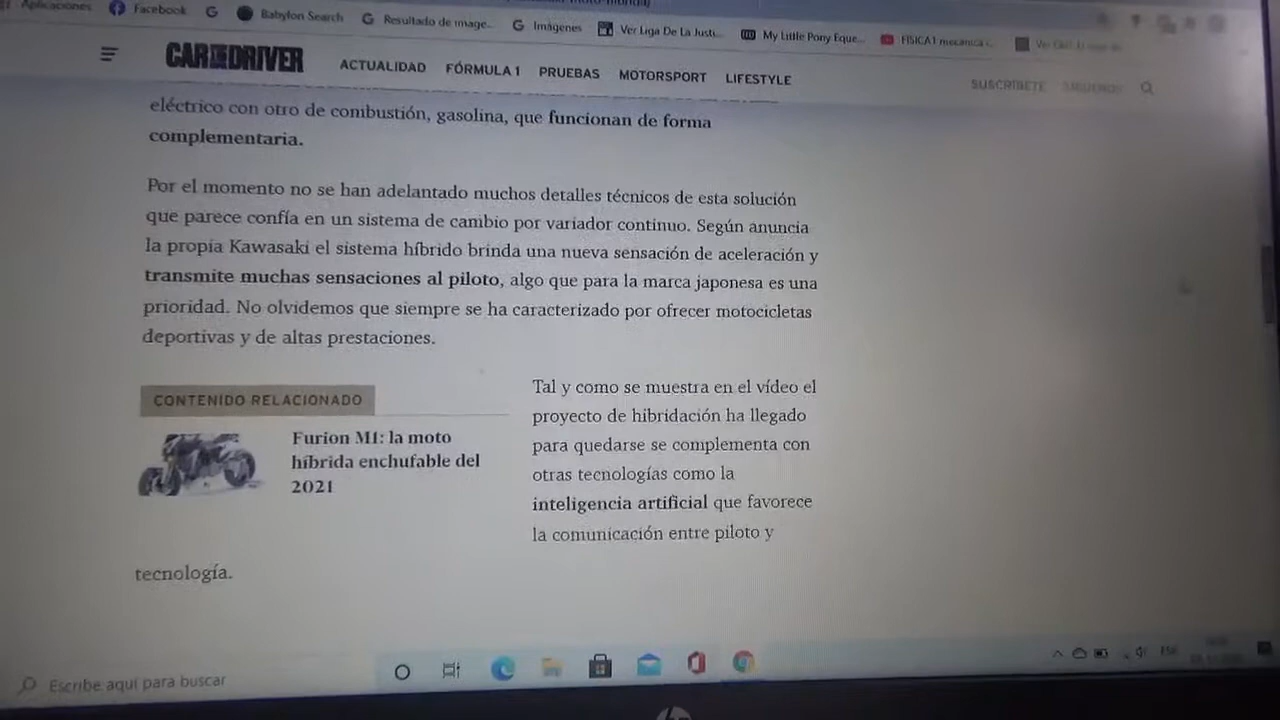 Aplicaciones Facebook Babylon Search Resultado de image... Imágenes Ver Liga De La Justi... My Little Pony Eque... FISICA I mecanica
CAR AND DRIVER ACTUALIDAD FÓRMULA 1 PRUEBAS MOTORSPORT LIFESTYLE SUSCRÍBETE
eléctrico con otro de combustión, gasolina, que funcionan de forma
complementaria.
Por el momento no se han adelantado muchos detalles técnicos de esta solución
que parece confía en un sistema de cambio por variador continuo. Según anuncia
la propia Kawasaki el sistema híbrido brinda una nueva sensación de aceleración y
transmite muchas sensaciones al piloto, algo que para la marca japonesa es una
prioridad. No olvidemos que siempre se ha caracterizado por ofrecer motocicletas
deportivas y de altas prestaciones.
CONTENIDO RELACIONADO
Furion M1: la moto
híbrida enchufable del
2021
Tal y como se muestra en el vídeo el
proyecto de hibridación ha llegado
para quedarse se complementa con
otras tecnologías como la
inteligencia artificial que favorece
la comunicación entre piloto y
tecnología.
Escribe aquí para buscar ESP
hp